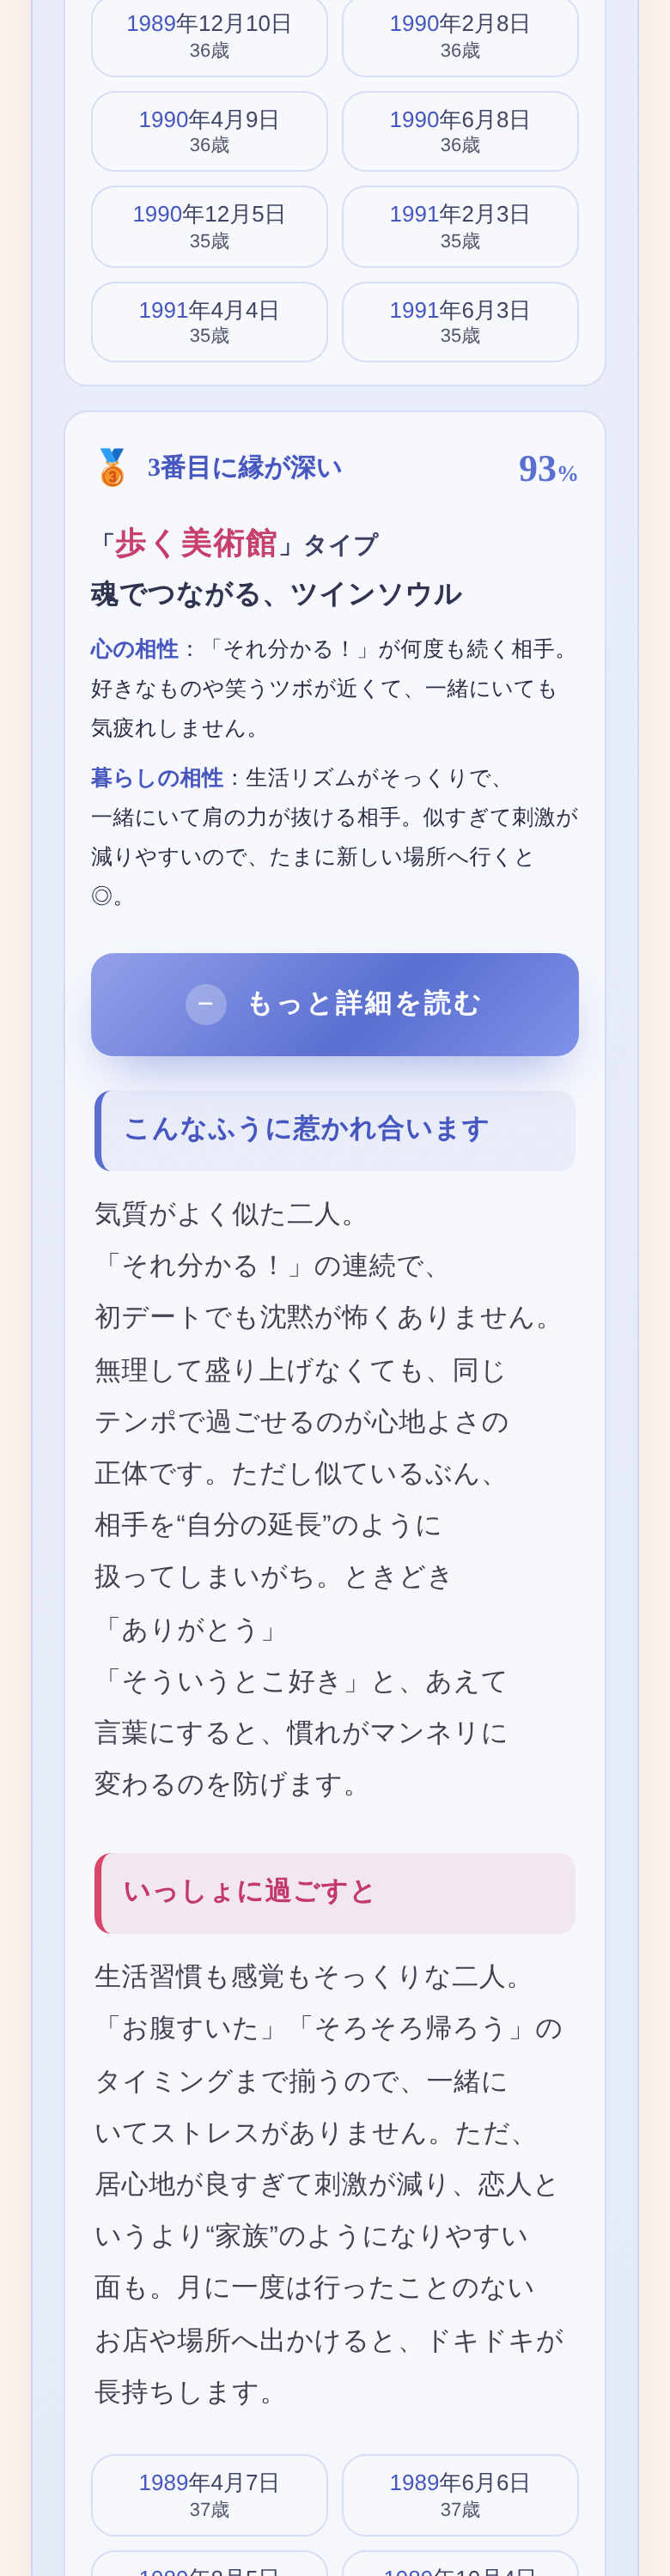 1989年12月10日
36歳
1990年2月8日
36歳
1990年4月9日
36歳
1990年6月8日
36歳
1990年12月5日
35歳
1991年2月3日
35歳
1991年4月4日
35歳
1991年6月3日
35歳
3番目に縁が深い
93%
「歩く美術館」タイプ
魂でつながる、ツインソウル
心の相性：「それ分かる！」が何度も続く相手。
好きなものや笑うツボが近くて、一緒にいても
気疲れしません。
暮らしの相性：生活リズムがそっくりで、
一緒にいて肩の力が抜ける相手。似すぎて刺激が
減りやすいので、たまに新しい場所へ行くと
◎。
− もっと詳細を読む
こんなふうに惹かれ合います
気質がよく似た二人。
「それ分かる！」の連続で、
初デートでも沈黙が怖くありません。
無理して盛り上げなくても、同じ
テンポで過ごせるのが心地よさの
正体です。ただし似ているぶん、
相手を“自分の延長”のように
扱ってしまいがち。ときどき
「ありがとう」
「そういうとこ好き」と、あえて
言葉にすると、慣れがマンネリに
変わるのを防げます。
いっしょに過ごすと
生活習慣も感覚もそっくりな二人。
「お腹すいた」「そろそろ帰ろう」の
タイミングまで揃うので、一緒に
いてストレスがありません。ただ、
居心地が良すぎて刺激が減り、恋人と
いうより“家族”のようになりやすい
面も。月に一度は行ったことのない
お店や場所へ出かけると、ドキドキが
長持ちします。
1989年4月7日
37歳
1989年6月6日
37歳